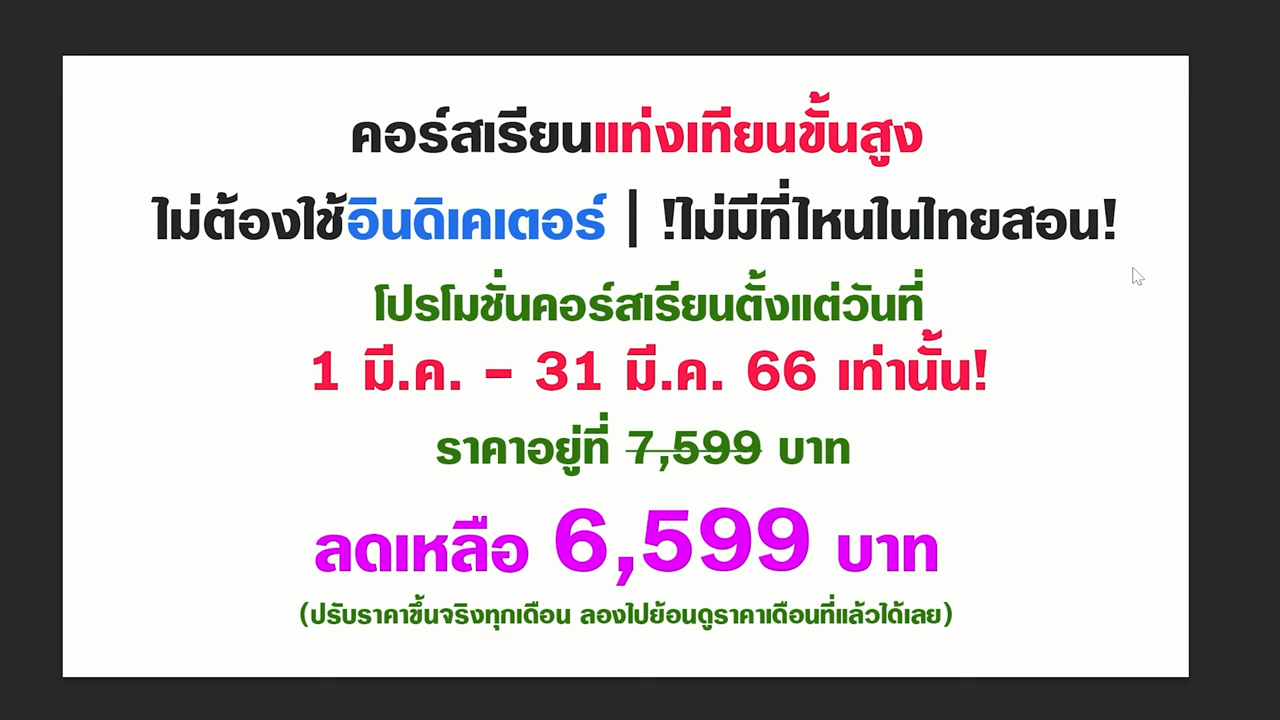 คอร์สเรียนแท่งเทียนขั้นสูง
ไม่ต้องใช้อินดิเคเตอร์ | !ไม่มีที่ไหนในไทยสอน!
โปรโมชั่นคอร์สเรียนตั้งแต่วันที่
1 มี.ค. – 31 มี.ค. 66 เท่านั้น!
ราคาอยู่ที่ 7,599 บาท
ลดเหลือ 6,599 บาท
(ปรับราคาขึ้นจริงทุกเดือน ลองไปย้อนดูราคาเดือนที่แล้วได้เลย)